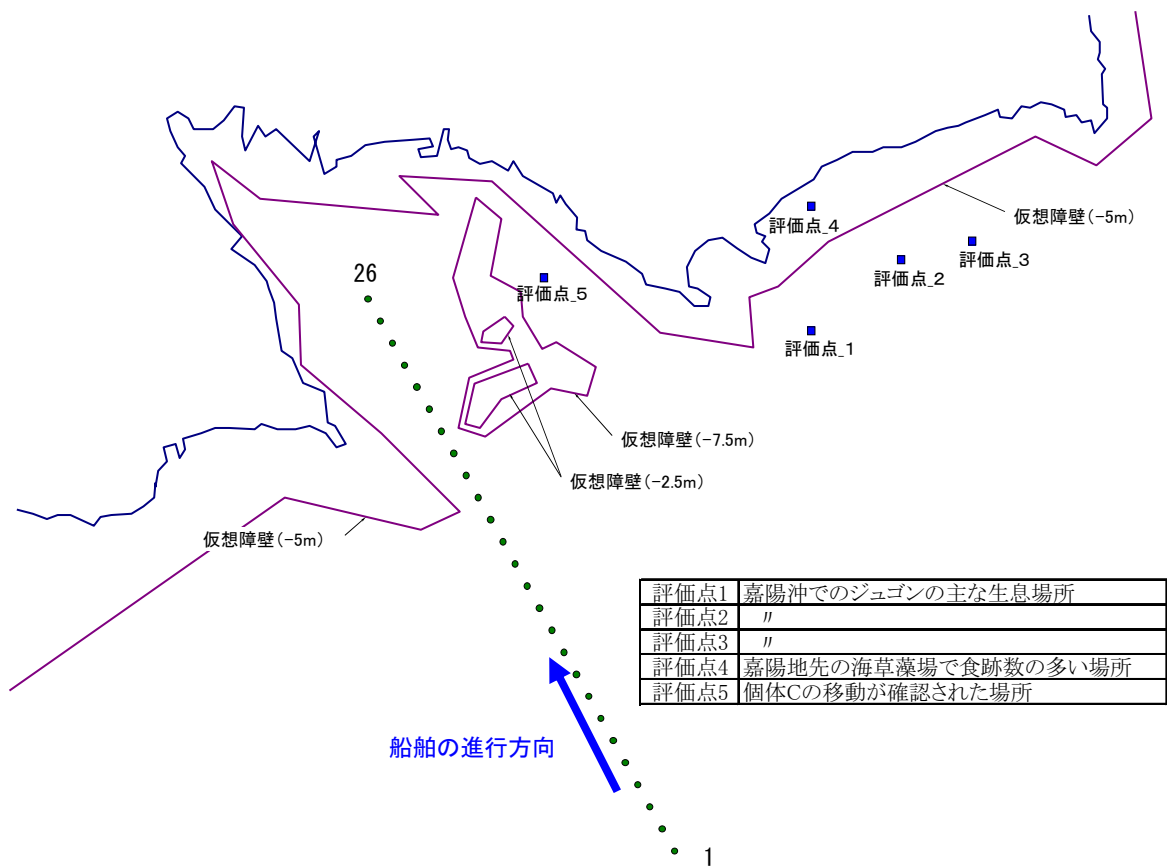 評価点_4
仮想障壁(-5m)
評価点_3
26
評価点_2
評価点_5
評価点_1
仮想障壁(-7.5m)
仮想障壁(-2.5m)
仮想障壁(-5m)
評価点1 嘉陽沖でのジュゴンの主な生息場所
評価点2 〃
評価点3 〃
評価点4 嘉陽地先の海草藻場で食跡数の多い場所
評価点5 個体Cの移動が確認された場所
船舶の進行方向
1